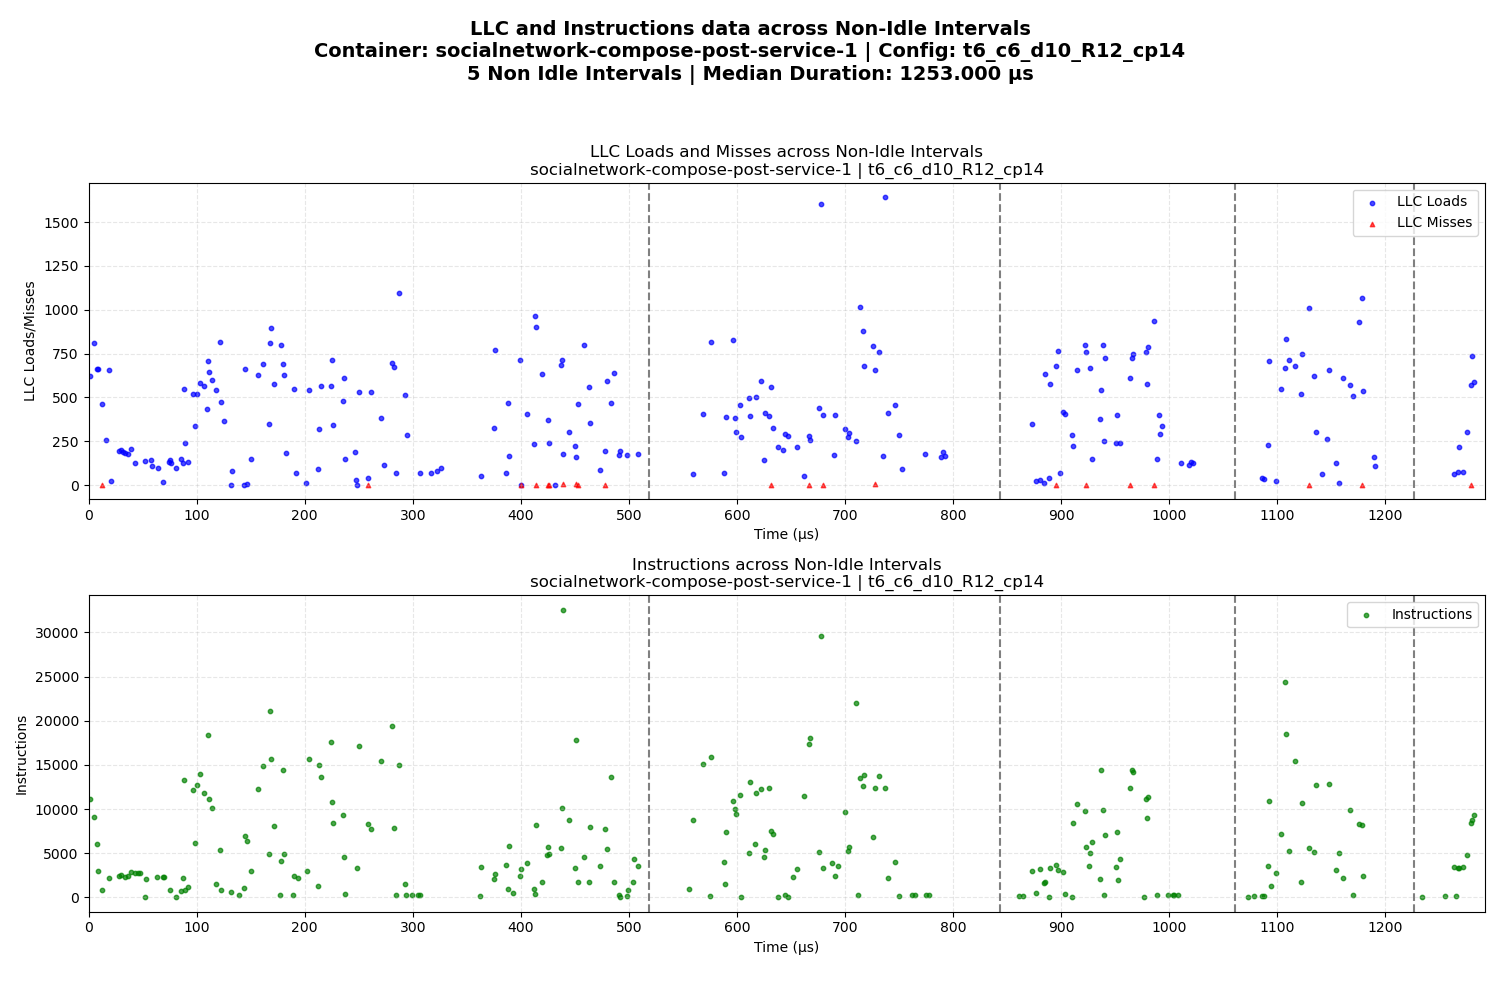 LLC and Instructions data across Non-Idle Intervals
Container: socialnetwork-compose-post-service-1 | Config: t6_c6_d10_R12_cp14
5 Non Idle Intervals | Median Duration: 1253.000 µs
LLC Loads and Misses across Non-Idle Intervals
socialnetwork-compose-post-service-1 | t6_c6_d10_R12_cp14
LLC Loads/Misses
1500
1250
1000
750
500
250
0
LLC Loads
LLC Misses
0 100 200 300 400 500 600 700 800 900 1000 1100 1200
Time (µs)
Instructions across Non-Idle Intervals
socialnetwork-compose-post-service-1 | t6_c6_d10_R12_cp14
Instructions
30000
25000
20000
15000
10000
5000
0
Instructions
0 100 200 300 400 500 600 700 800 900 1000 1100 1200
Time (µs)